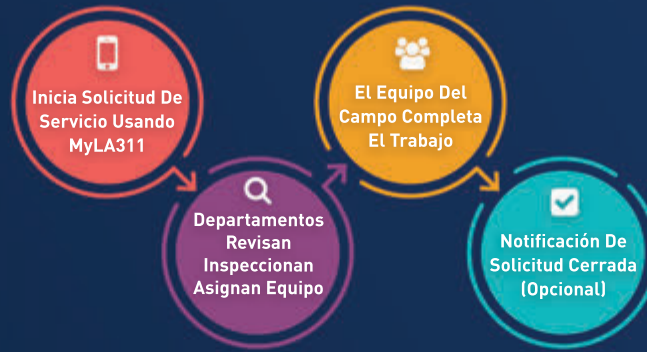 Inicia Solicitud De
Servicio Usando
MyLA311
Departamentos
Revisan
Inspeccionan
Asignan Equipo
El Equipo Del
Campo Completa
El Trabajo
Notificación De
Solicitud Cerrada
(Opcional)